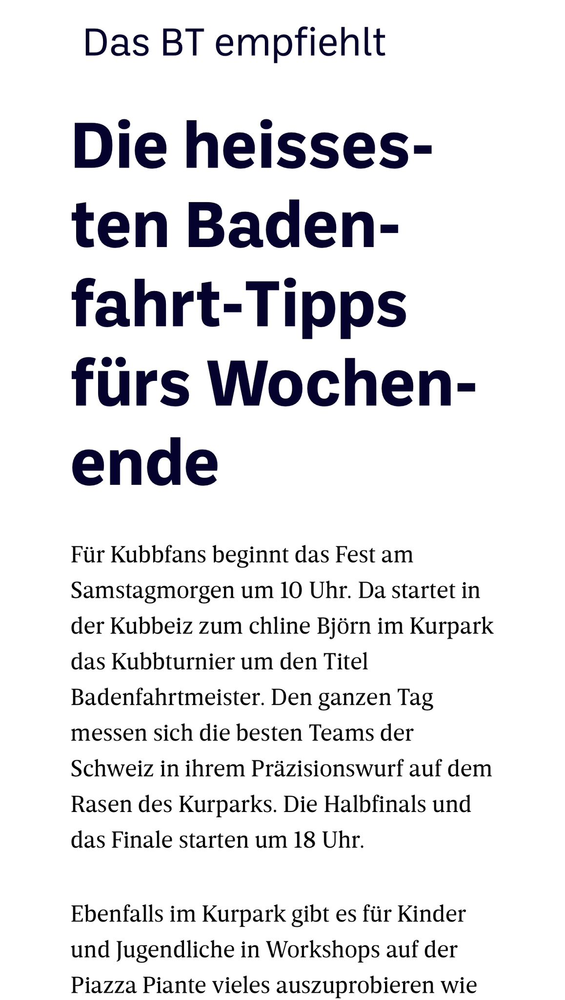 Das BT empfiehlt
Die heisses-
ten Baden-
fahrt-Tipps
fürs Wochen-
ende
Für Kubbfans beginnt das Fest am
Samstagmorgen um 10 Uhr. Da startet in
der Kubbeiz zum chline Björn im Kurpark
das Kubbturnier um den Titel
Badenfahrtmeister. Den ganzen Tag
messen sich die besten Teams der
Schweiz in ihrem Präzisionswurf auf dem
Rasen des Kurparks. Die Halbfinals und
das Finale starten um 18 Uhr.
Ebenfalls im Kurpark gibt es für Kinder
und Jugendliche in Workshops auf der
Piazza Piante vieles auszuprobieren wie